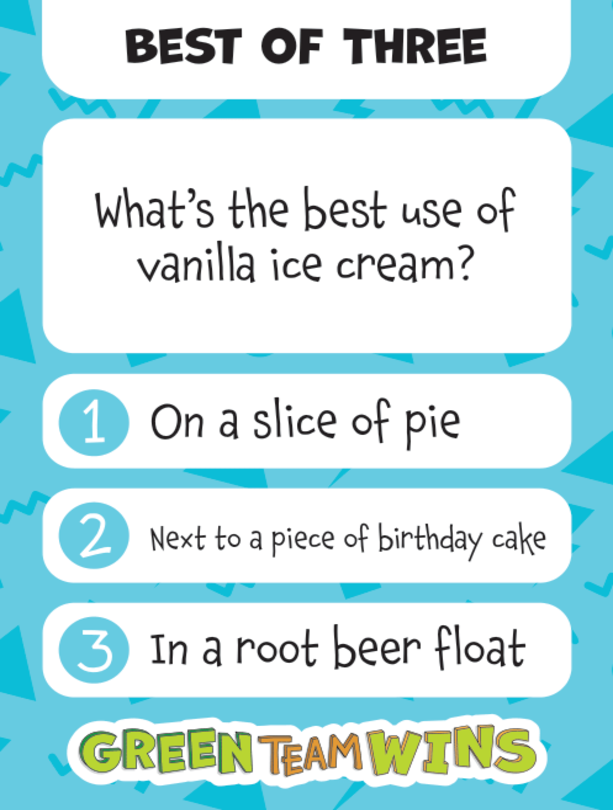 BEST OF THREE
What's the best use of
vanilla ice cream?
1 On a slice of pie
2 Next to a piece of birthday cake
3 In a root beer float
GREEN TEAM WINS